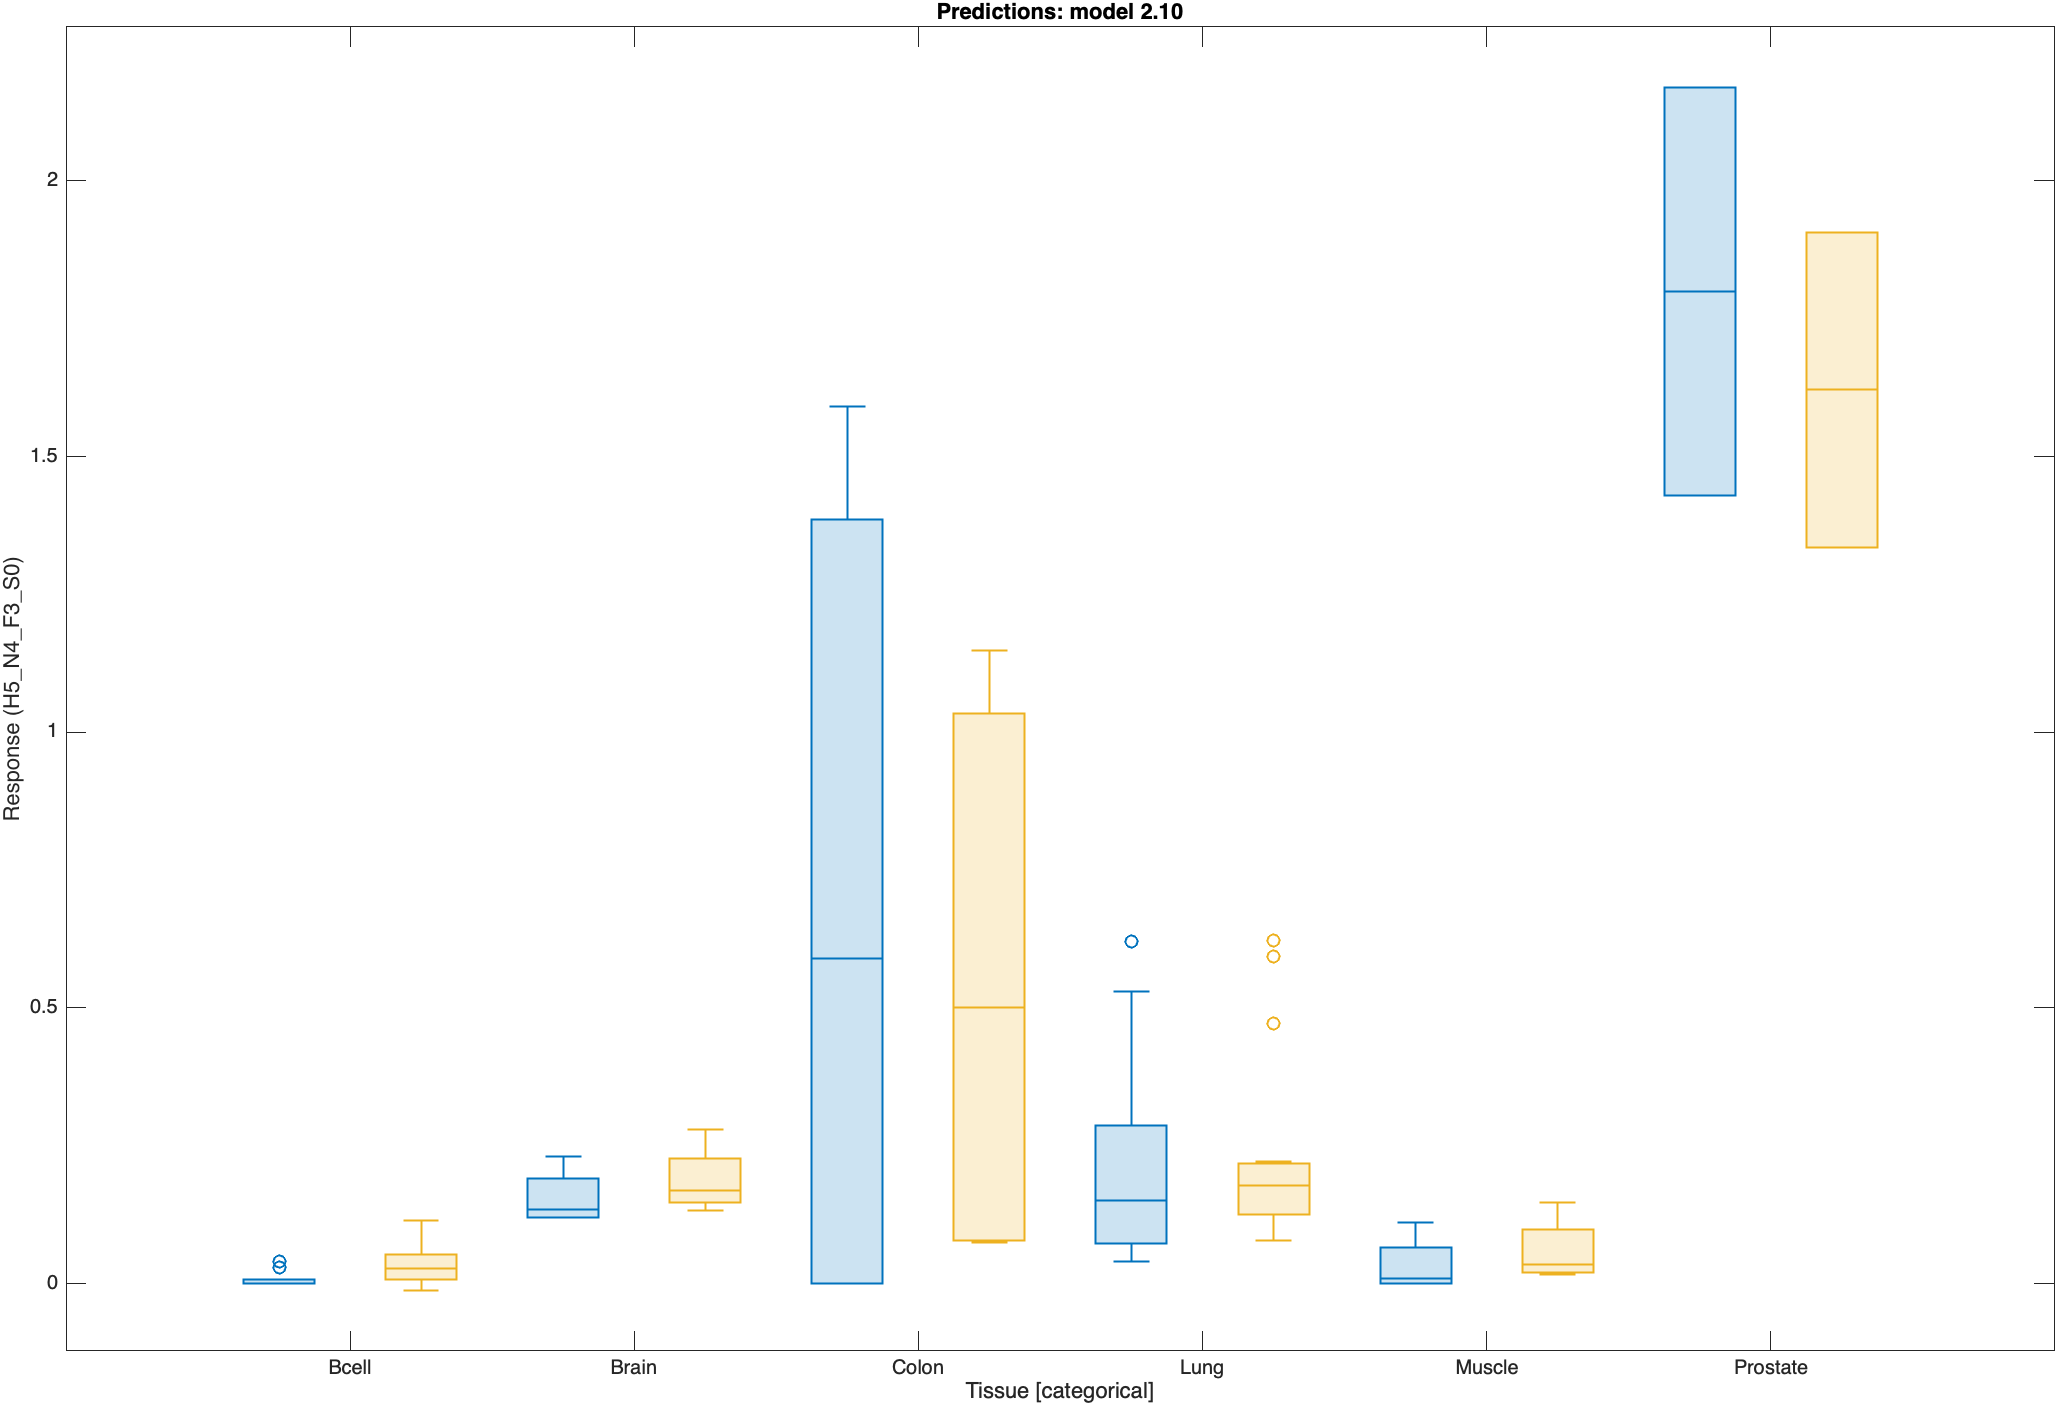 Predictions: model 2.10
Response (H5_N4_F3_S0)
2
1.5
1
0.5
0
Bcell Brain Colon Lung Muscle Prostate
Tissue [categorical]